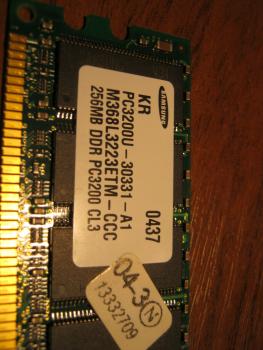 SAMSUNG
KR 0437
PC3200U-30331-A1
M368L3223ETM-CCC
256MB DDR PC3200 CL3
04-3 N
13332709